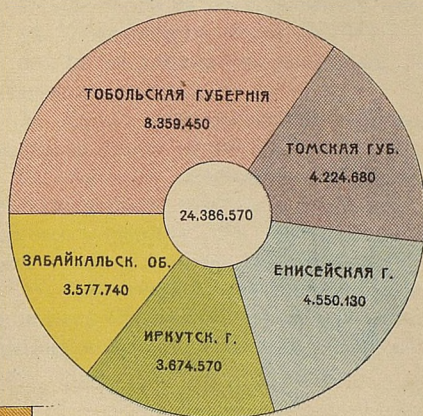 ТОБОЛЬСКАЯ ГУБЕРНІЯ
8.359.450
ТОМСКАЯ ГУБ.
4.224.680
24.386.570
ЗАБАЙКАЛЬСК. ОБ.
3.577.740
ЕНИСЕЙСКАЯ Г.
4.550.130
ИРКУТСК. Г.
3.674.570